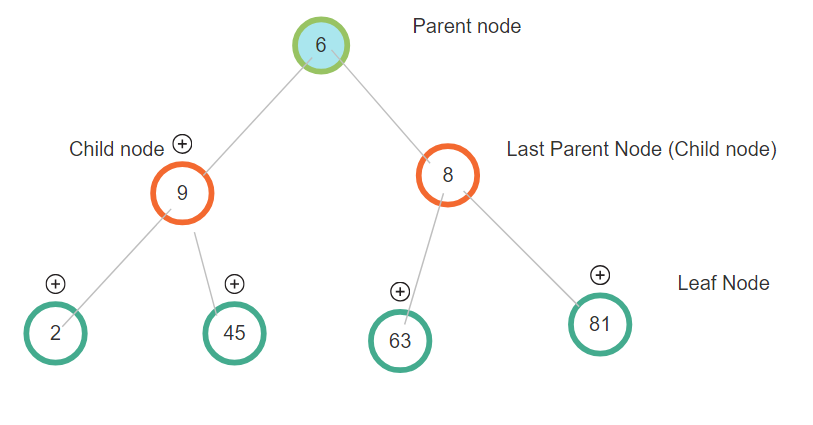 6
Parent node
Child node
9
8
Last Parent Node (Child node)
2
45
63
81
Leaf Node